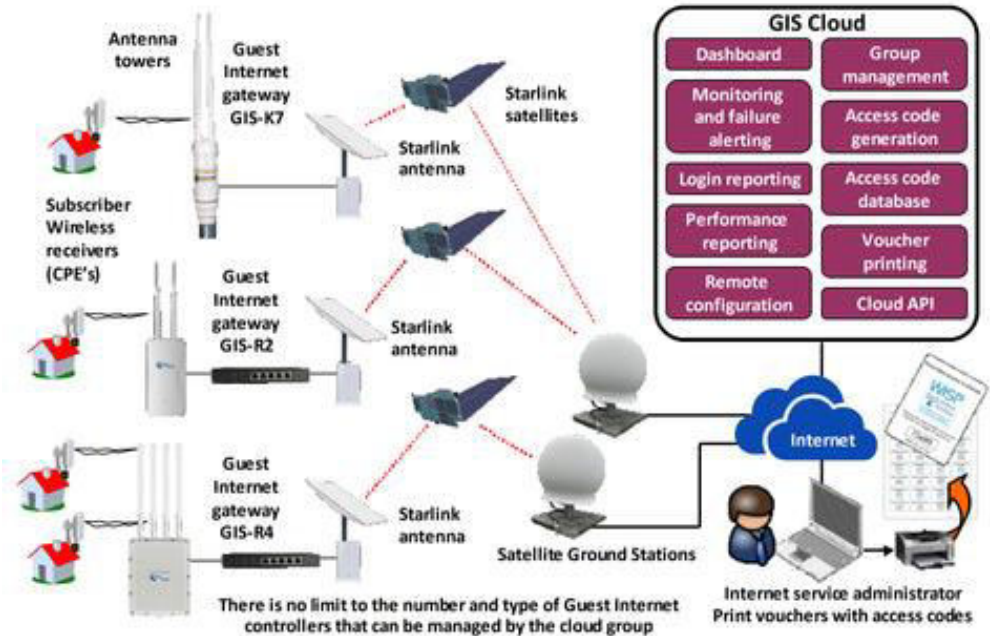 Antenna
towers
Guest
Internet
gateway
GIS-K7
Starlink
satellites
Starlink
antenna
Subscriber
Wireless
receivers
(CPE's)
Guest
Internet
gateway
GIS-R2
Starlink
antenna
Guest
Internet
gateway
GIS-R4
Starlink
antenna
Satellite Ground Stations
There is no limit to the number and type of Guest Internet
controllers that can be managed by the cloud group
GIS Cloud
Dashboard
Monitoring
and failure
alerting
Login reporting
Performance
reporting
Remote
configuration
Group
management
Access code
generation
Access code
database
Voucher
printing
Cloud API
Internet
WISP
Internet service administrator
Print vouchers with access codes